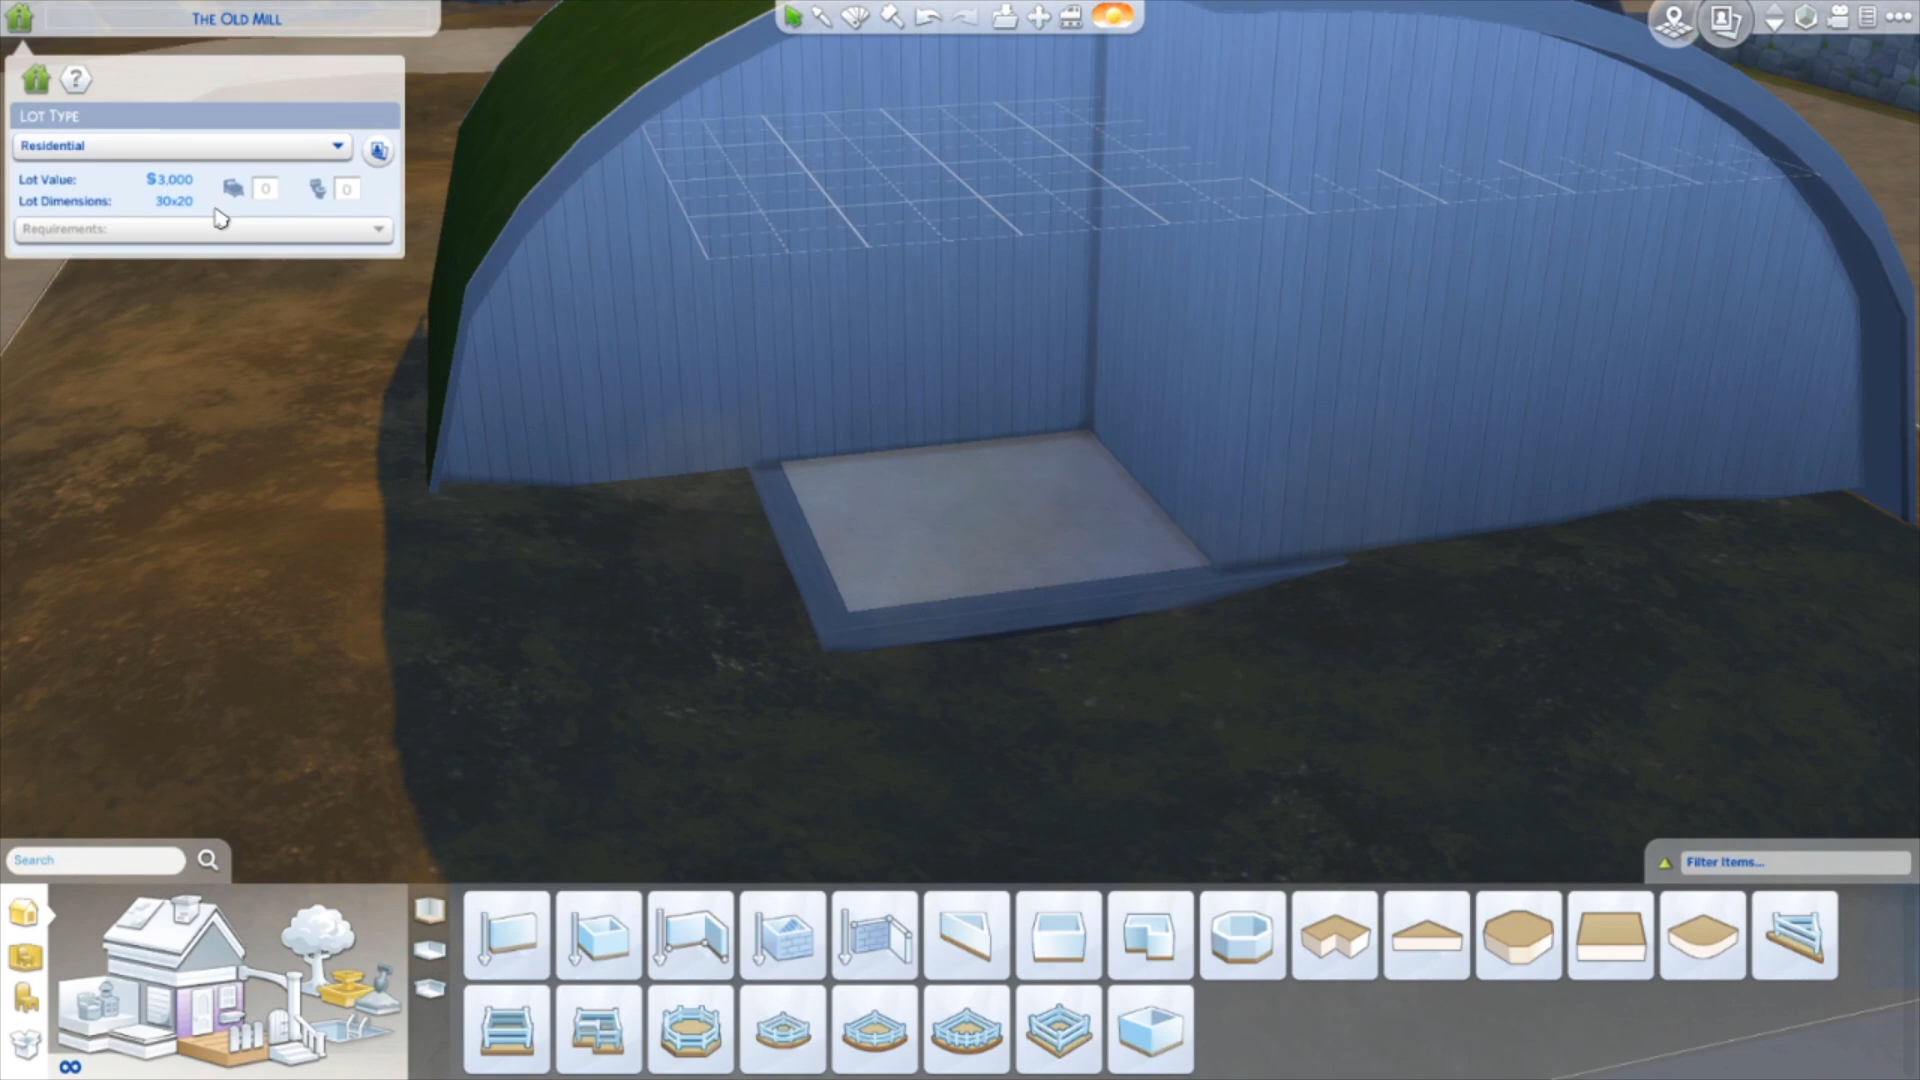 The Old Mill
Lot Type
Residential
Lot Value: $3,000 0 0
Lot Dimensions: 30x20
Requirements:
Search
Filter Items...